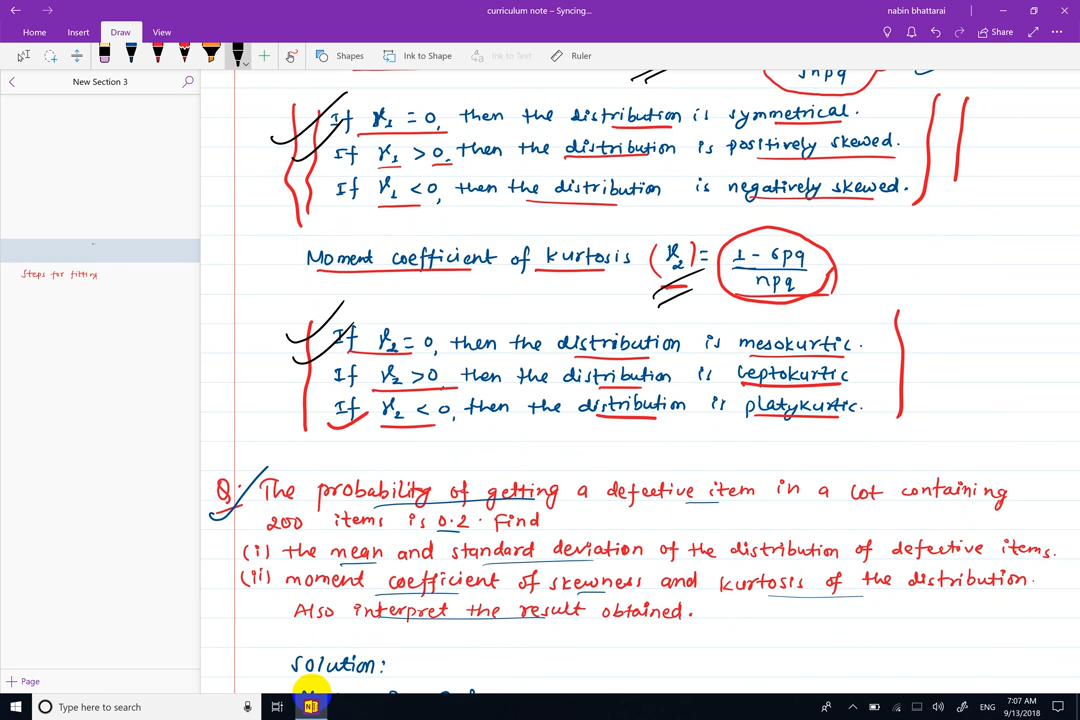 curriculum note - Syncing...
nabin bhattarai
Home Insert Draw View
Share
Shapes Ink to Shape Ink to Text Ruler
New Section 3
√npq
If γ₁ = 0, then the distribution is symmetrical.
If γ₁ > 0, then the distribution is positively skewed.
If γ₁ < 0, then the distribution is negatively skewed.
Moment coefficient of kurtosis (γ₂) = 1 - 6pq / npq
Steps for fitting
If γ₂ = 0, then the distribution is mesokurtic.
If γ₂ > 0, then the distribution is leptokurtic
If γ₂ < 0, then the distribution is platykurtic.
Q: The probability of getting a defective item in a lot containing
200 items is 0.2. Find
(i) the mean and standard deviation of the distribution of defective items.
(ii) moment coefficient of skewness and kurtosis of the distribution.
Also interpret the result obtained.
Solution:
+ Page
Type here to search
ENG
7:07 AM
9/13/2018